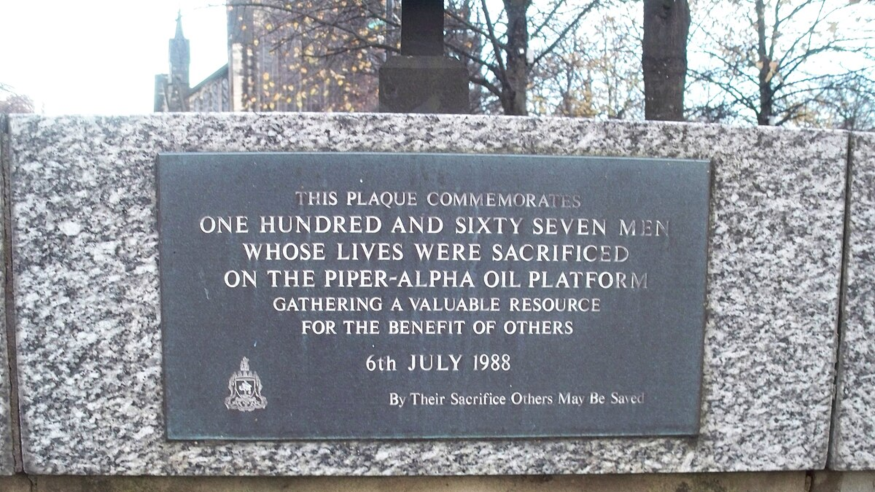 THIS PLAQUE COMMEMORATES
ONE HUNDRED AND SIXTY SEVEN MEN
WHOSE LIVES WERE SACRIFICED
ON THE PIPER-ALPHA OIL PLATFORM
GATHERING A VALUABLE RESOURCE
FOR THE BENEFIT OF OTHERS
6th JULY 1988
By Their Sacrifice Others May Be Saved